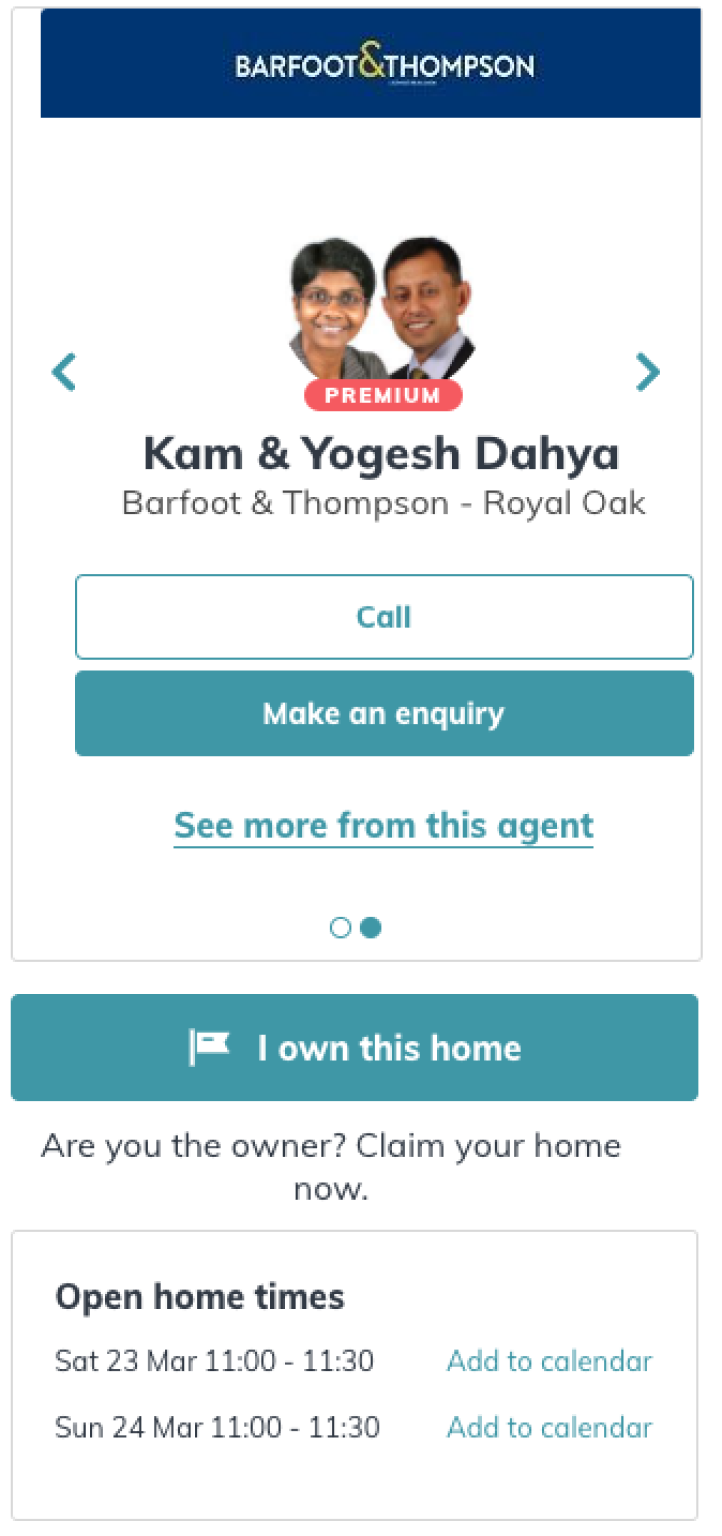 BARFOOT&THOMPSON
PREMIUM
Kam & Yogesh Dahya
Barfoot & Thompson - Royal Oak
Call
Make an enquiry
See more from this agent
I own this home
Are you the owner? Claim your home
now.
Open home times
Sat 23 Mar 11:00 - 11:30 Add to calendar
Sun 24 Mar 11:00 - 11:30 Add to calendar